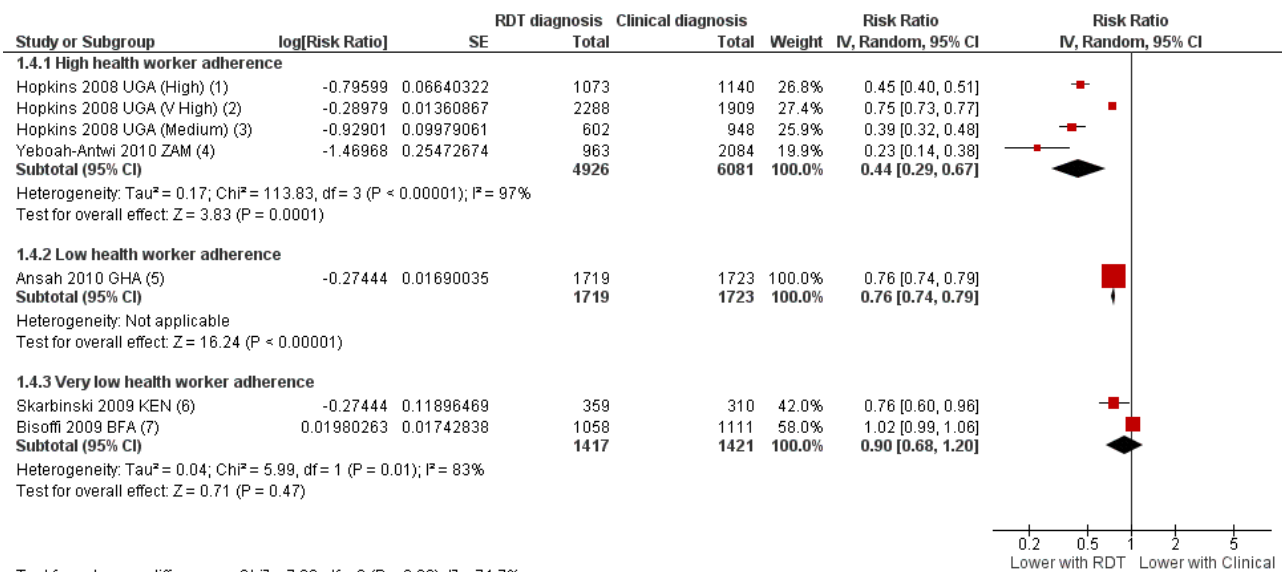 RDT diagnosis Clinical diagnosis Risk Ratio Risk Ratio
Study or Subgroup log[Risk Ratio] SE Total Total Weight IV, Random, 95% CI IV, Random, 95% CI
1.4.1 High health worker adherence
Hopkins 2008 UGA (High) (1) -0.79599 0.06640322 1073 1140 26.8% 0.45 [0.40, 0.51]
Hopkins 2008 UGA (V High) (2) -0.28979 0.01360867 2288 1909 27.4% 0.75 [0.73, 0.77]
Hopkins 2008 UGA (Medium) (3) -0.92901 0.09979061 602 948 25.9% 0.39 [0.32, 0.48]
Yeboah-Antwi 2010 ZAM (4) -1.46968 0.25472674 963 2084 19.9% 0.23 [0.14, 0.38]
Subtotal (95% CI) 4926 6081 100.0% 0.44 [0.29, 0.67]
Heterogeneity: Tau² = 0.17; Chi² = 113.83, df = 3 (P < 0.00001); I² = 97%
Test for overall effect: Z = 3.83 (P = 0.0001)
1.4.2 Low health worker adherence
Ansah 2010 GHA (5) -0.27444 0.01690035 1719 1723 100.0% 0.76 [0.74, 0.79]
Subtotal (95% CI) 1719 1723 100.0% 0.76 [0.74, 0.79]
Heterogeneity: Not applicable
Test for overall effect: Z = 16.24 (P < 0.00001)
1.4.3 Very low health worker adherence
Skarbinski 2009 KEN (6) -0.27444 0.11896469 359 310 42.0% 0.76 [0.60, 0.96]
Bisoffi 2009 BFA (7) 0.01980263 0.01742838 1058 1111 58.0% 1.02 [0.99, 1.06]
Subtotal (95% CI) 1417 1421 100.0% 0.90 [0.68, 1.20]
Heterogeneity: Tau² = 0.04; Chi² = 5.99, df = 1 (P = 0.01); I² = 83%
Test for overall effect: Z = 0.71 (P = 0.47)
0.2 0.5 1 2 5
Lower with RDT Lower with Clinical